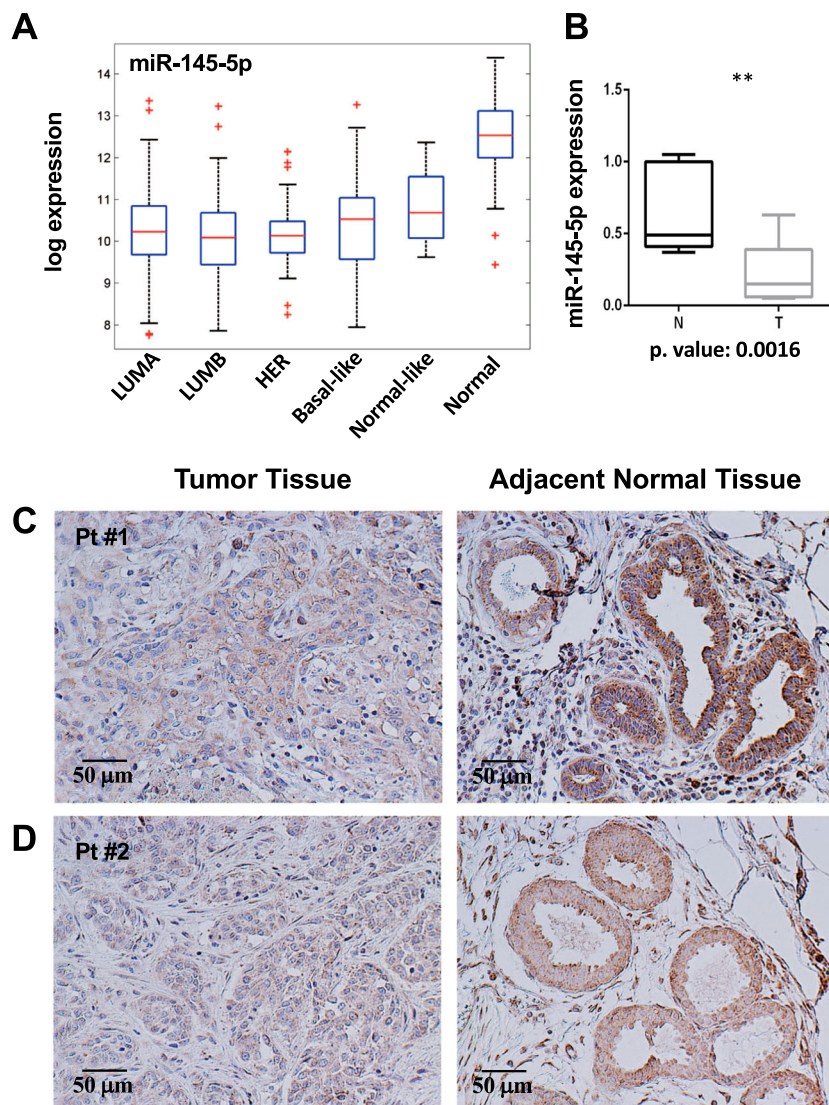 A
miR-145-5p
log expression
14
13
12
11
10
9
8
LUMA
LUMB
HER
Basal-like
Normal-like
Normal
B
**
miR-145-5p expression
1.5
1.0
0.5
0.0
N
T
p. value: 0.0016
Tumor Tissue
Adjacent Normal Tissue
C
Pt #1
50 μm
50 μm
D
Pt #2
50 μm
50 μm